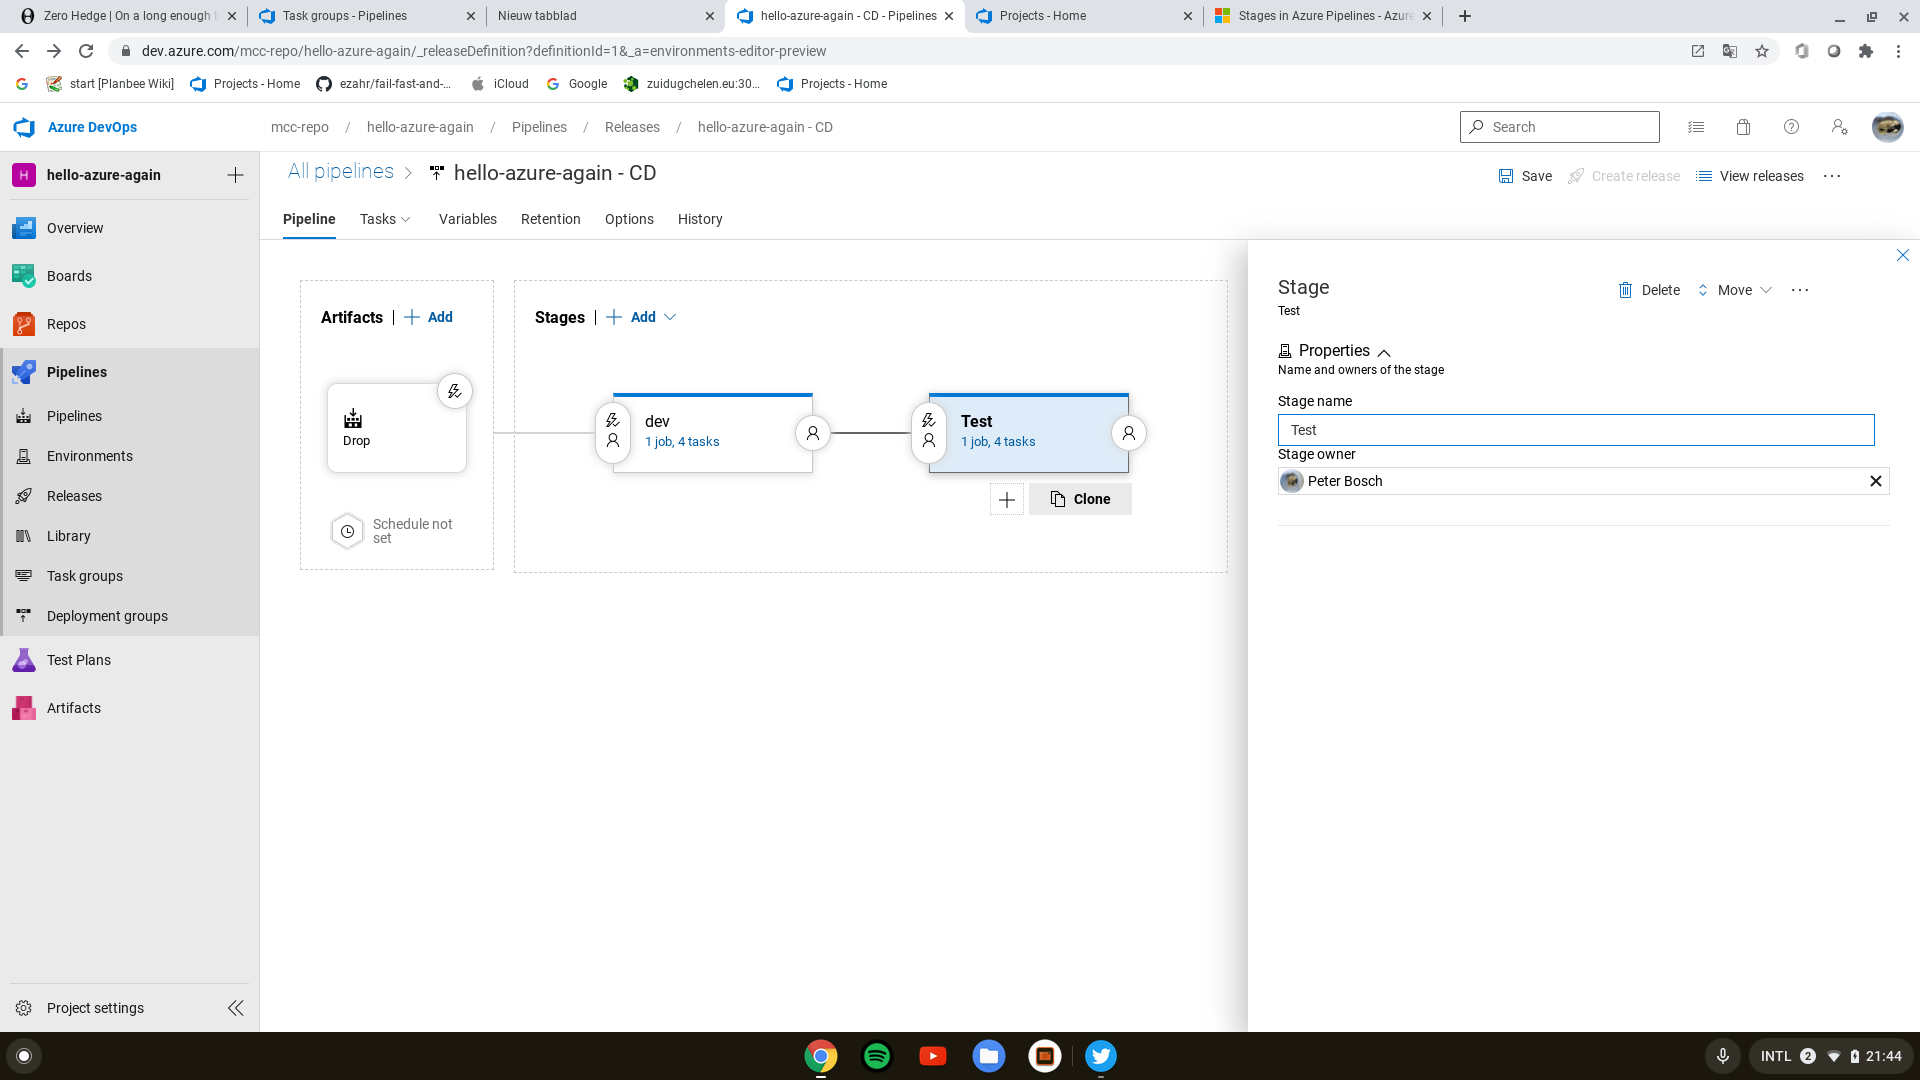 Zero Hedge | On a long enough t
Task groups - Pipelines
Nieuw tabblad
hello-azure-again - CD - Pipelines
Projects - Home
Stages in Azure Pipelines - Azure
dev.azure.com/mcc-repo/hello-azure-again/_releaseDefinition?definitionId=1&_a=environments-editor-preview
start [Planbee Wiki]
Projects - Home
ezahr/fail-fast-and-...
iCloud
Google
zuidugchelen.eu:30...
Projects - Home
Azure DevOps
mcc-repo / hello-azure-again / Pipelines / Releases / hello-azure-again - CD
Search
H hello-azure-again
Overview
Boards
Repos
Pipelines
Pipelines
Environments
Releases
Library
Task groups
Deployment groups
Test Plans
Artifacts
Project settings
All pipelines > hello-azure-again - CD
Save
Create release
View releases
Pipeline
Tasks
Variables
Retention
Options
History
Artifacts | + Add
Drop
Schedule not
set
Stages | + Add
dev
1 job, 4 tasks
Test
1 job, 4 tasks
Clone
Stage
Test
Delete
Move
Properties
Name and owners of the stage
Stage name
Test
Stage owner
Peter Bosch
INTL 2 21:44